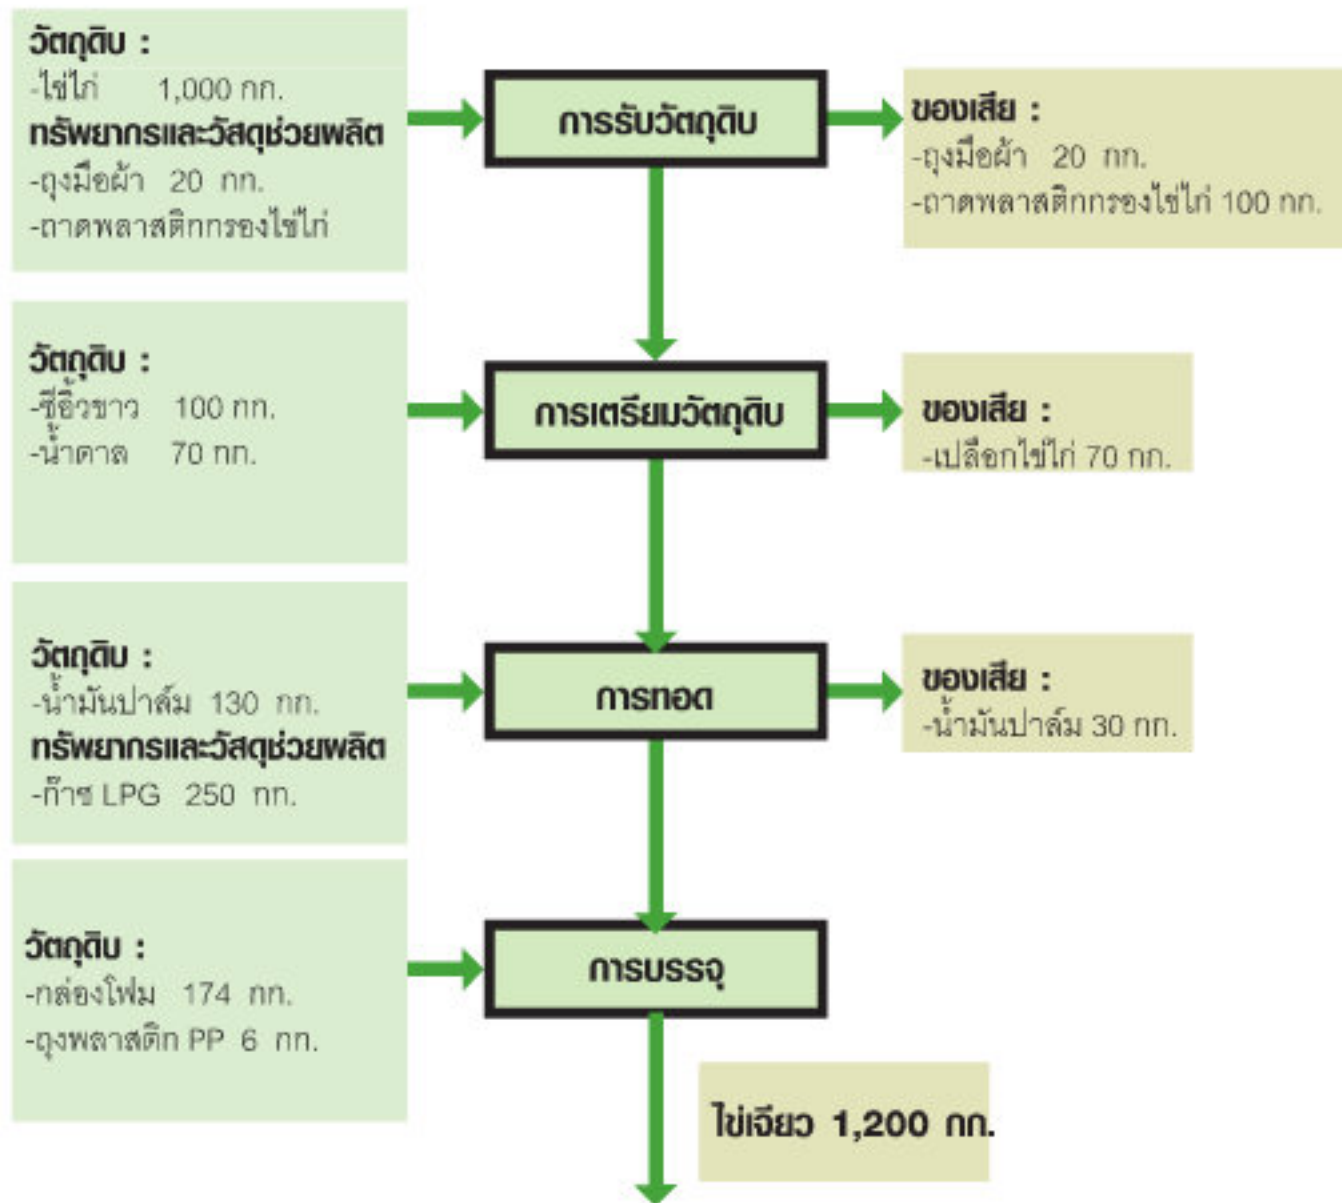 วัตถุดิบ :
-ไข่ไก่ 1,000 กก.
ทรัพยากรและวัสดุช่วยผลิต
-ถุงมือผ้า 20 กก.
-ถาดพลาสติกกรองไข่ไก่
การรับวัตถุดิบ
ของเสีย :
-ถุงมือผ้า 20 กก.
-ถาดพลาสติกกรองไข่ไก่ 100 กก.
วัตถุดิบ :
-ซีอิ้วขาว 100 กก.
-น้ำตาล 70 กก.
การเตรียมวัตถุดิบ
ของเสีย :
-เปลือกไข่ไก่ 70 กก.
วัตถุดิบ :
-น้ำมันปาล์ม 130 กก.
ทรัพยากรและวัสดุช่วยผลิต
-ก๊าซ LPG 250 กก.
การทอด
ของเสีย :
-น้ำมันปาล์ม 30 กก.
วัตถุดิบ :
-กล่องโฟม 174 กก.
-ถุงพลาสติก PP 6 กก.
การบรรจุ
ไข่เจียว 1,200 กก.